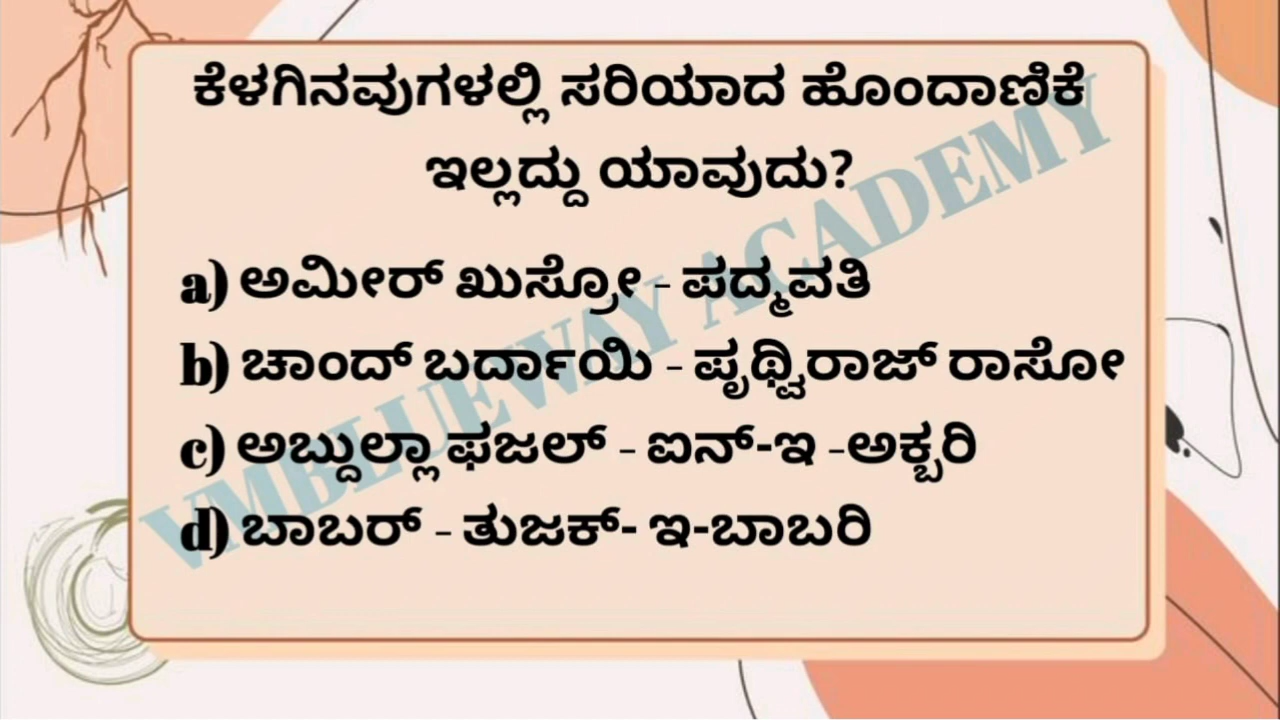 ಕೆಳಗಿನವುಗಳಲ್ಲಿ ಸರಿಯಾದ ಹೊಂದಾಣಿಕೆ
ಇಲ್ಲದ್ದು ಯಾವುದು?
a) ಅಮೀರ್ ಖುಸ್ರೋ - ಪದ್ಮವತಿ
b) ಚಾಂದ್ ಬರ್ದಾಯಿ - ಪೃಥ್ವಿರಾಜ್ ರಾಸೋ
c) ಅಬ್ದುಲ್ಲಾ ಫಜಲ್ - ಐನ್-ಇ -ಅಕ್ಬರಿ
d) ಬಾಬರ್ - ತುಜಕ್- ಇ-ಬಾಬರಿ
VMBLUEWAY ACADEMY